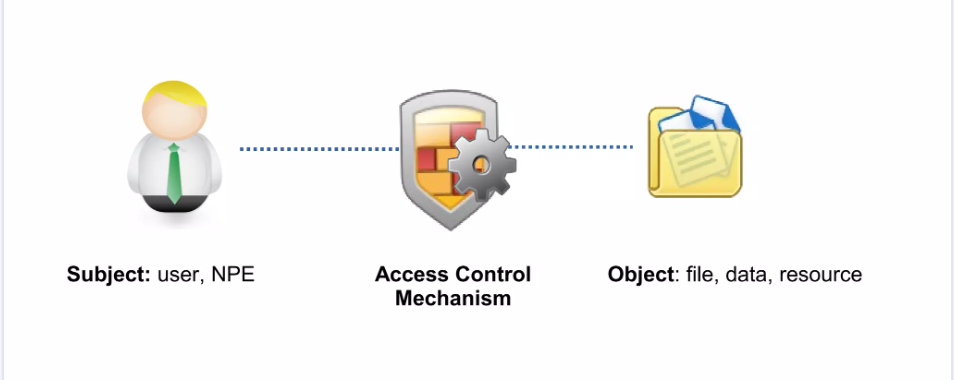 Subject: user, NPE
Access Control
Mechanism
Object: file, data, resource